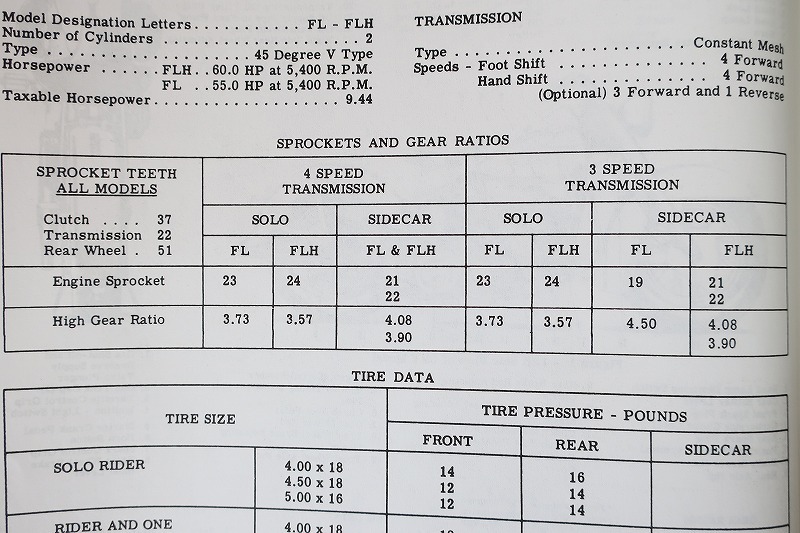 Model Designation Letters........... FL - FLH
Number of Cylinders .................. 2
Type ..................... 45 Degree V Type
Horsepower ...... FLH . . 60.0 HP at 5,400 R.P.M.
FL . . 55.0 HP at 5,400 R.P.M.
Taxable Horsepower................... 9.44
TRANSMISSION
Type ........................ Constant Mesh
Speeds - Foot Shift ............... 4 Forward
Hand Shift ............... 4 Forward
(Optional) 3 Forward and 1 Reverse
SPROCKETS AND GEAR RATIOS
SPROCKET TEETH
ALL MODELS
Clutch .... 37
Transmission 22
Rear Wheel . 51
4 SPEED
TRANSMISSION
3 SPEED
TRANSMISSION
SOLO SIDECAR SOLO SIDECAR
FL FLH FL & FLH FL FLH FL FLH
Engine Sprocket 23 24 21 23 24 19 21
22 22
High Gear Ratio 3.73 3.57 4.08 3.73 3.57 4.50 4.08
3.90 3.90
TIRE DATA
TIRE SIZE
TIRE PRESSURE - POUNDS
FRONT REAR SIDECAR
SOLO RIDER 4.00 x 18 14 16
4.50 x 18 12 14
5.00 x 16 12 14
RIDER AND ONE 4.00 x 18